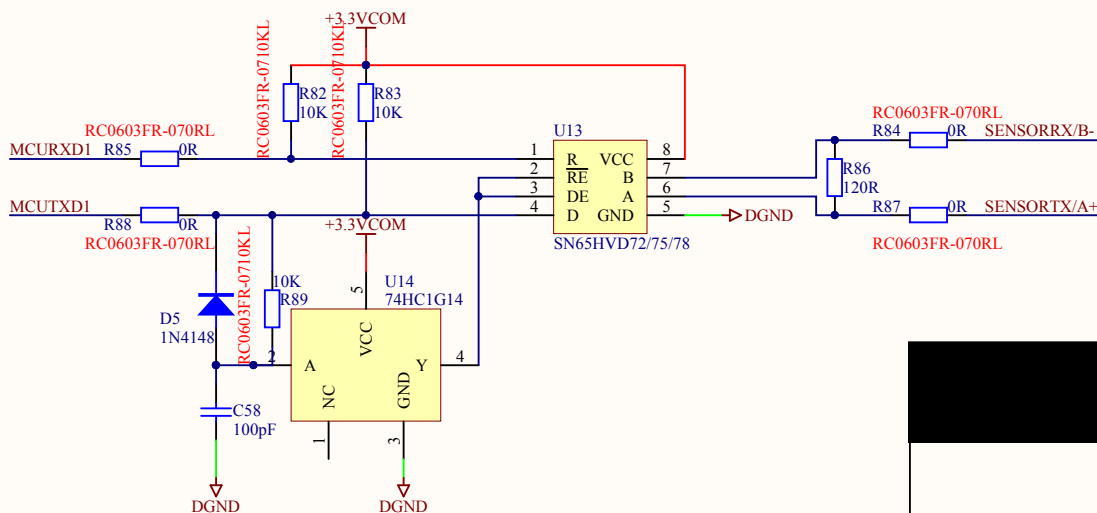 +3.3VCOM
RC0603FR-0710KL
RC0603FR-0710KL
R82
10K
R83
10K
RC0603FR-070RL
MCURXD1
R85
0R
U13
1
R
VCC
8
2
RE
B
7
3
DE
A
6
4
D
GND
5
SN65HVD72/75/78
DGND
RC0603FR-070RL
R84
0R
SENSORRX/B-
R86
120R
R87
0R
SENSORTX/A+
RC0603FR-070RL
MCUTXD1
R88
0R
RC0603FR-070RL
+3.3VCOM
RC0603FR-0710KL
10K
R89
U14
74HC1G14
5
VCC
D5
1N4148
2
A
Y
4
NC
GND
1
3
C58
100pF
DGND
DGND